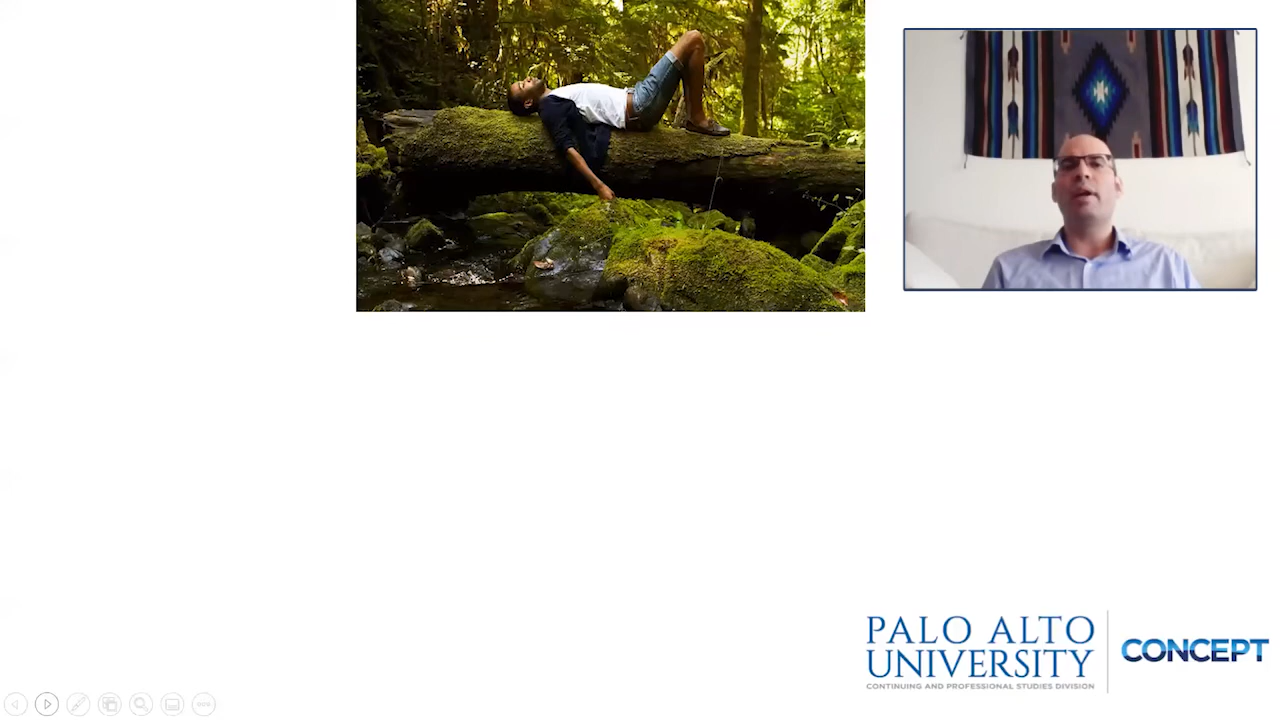 PALO ALTO
UNIVERSITY
CONTINUING AND PROFESSIONAL STUDIES DIVISION
CONCEPT